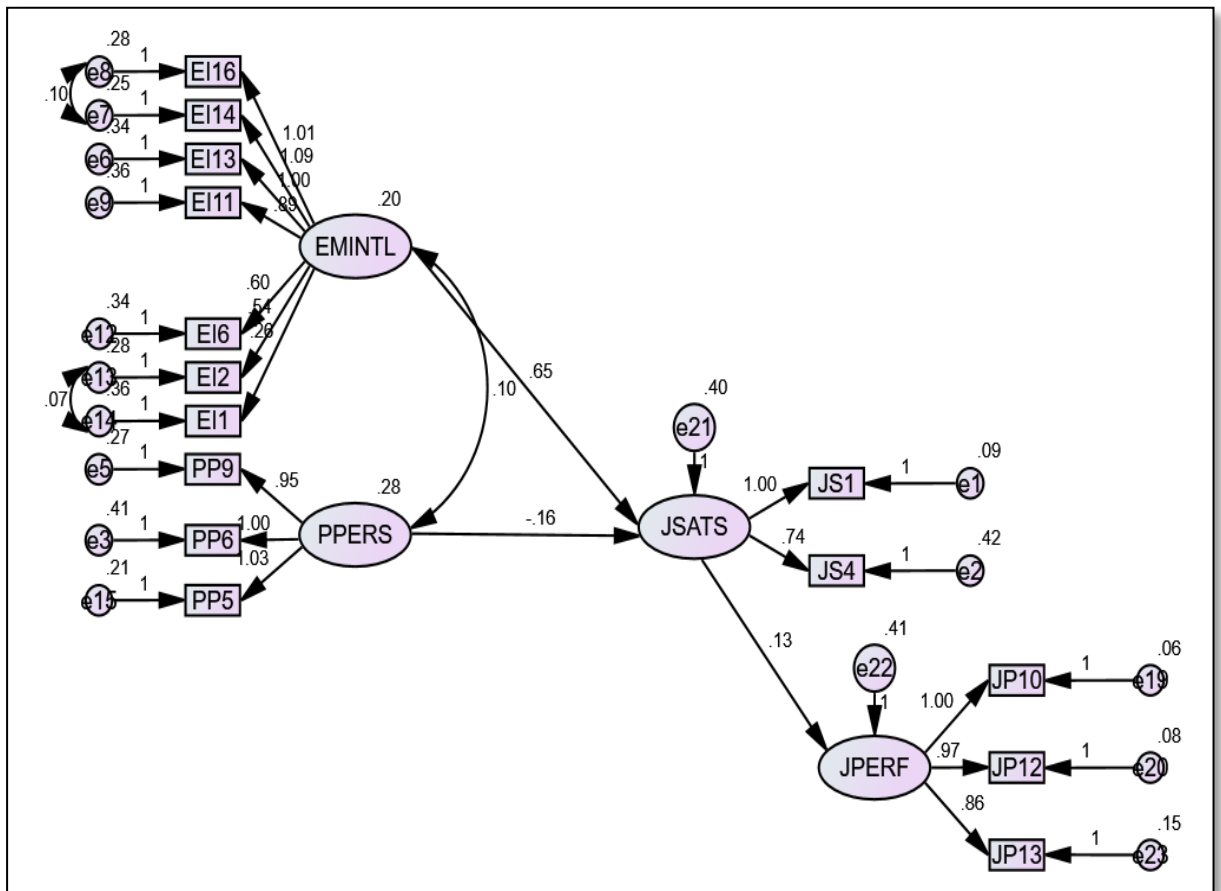 .28
e8 1 EI16
.10
.25
e7 1 EI14
.34
e6 1 EI13
.36
e9 1 EI11
1.01
1.09
1.00
.89
.20
EMINTL
.60
.54
.26
.34
e12 1 EI6
.28
e13 1 EI2
.07
.36
e14 1 EI1
.27
e5 1 PP9
.10
.65
.95
.28
PPERS
.41
e3 1 PP6
1.00
1.03
.21
e15 1 PP5
-.16
.40
e21
1
JSATS
1.00
JS1 1 e1
.09
.74
JS4 1 e2
.42
.13
.41
e22
1
JPERF
1.00
JP10 1 e19
.06
.97
JP12 1 e20
.08
.86
JP13 1 e23
.15